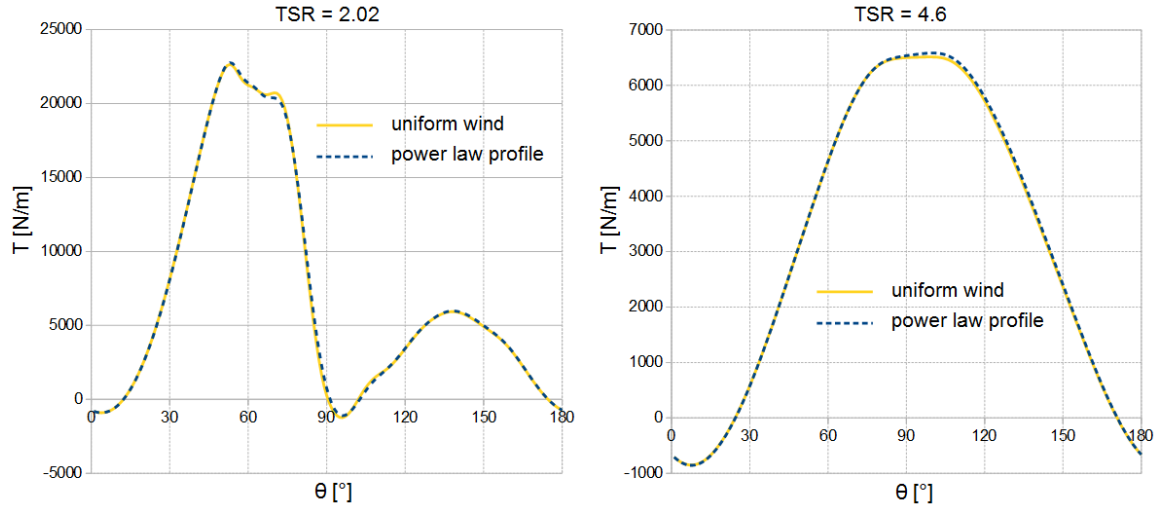 TSR = 2.02
25000
20000
15000
10000
5000
0
-5000
T [N/m]
uniform wind
power law profile
0 30 60 90 120 150 180
θ [°]
TSR = 4.6
7000
6000
5000
4000
3000
2000
1000
0
-1000
T [N/m]
uniform wind
power law profile
0 30 60 90 120 150 180
θ [°]